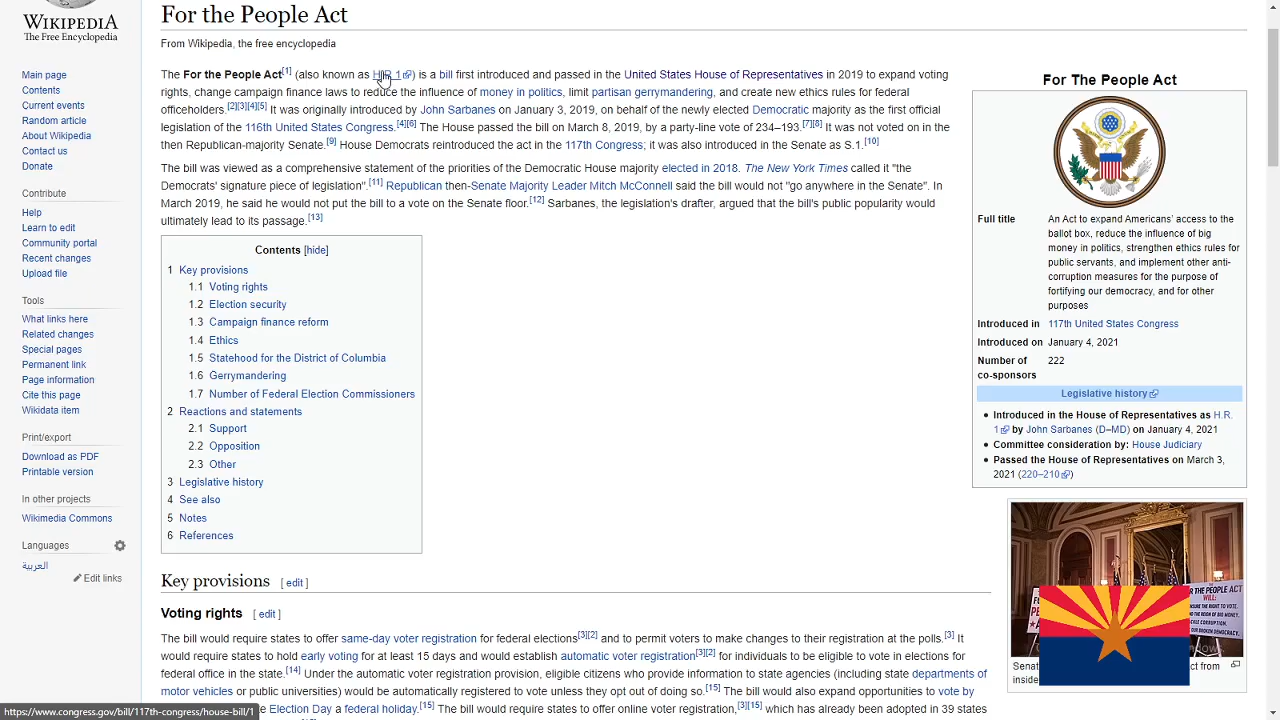 WIKIPEDIA
The Free Encyclopedia
Main page
Contents
Current events
Random article
About Wikipedia
Contact us
Donate
Contribute
Help
Learn to edit
Community portal
Recent changes
Upload file
Tools
What links here
Related changes
Special pages
Permanent link
Page information
Cite this page
Wikidata item
Print/export
Download as PDF
Printable version
In other projects
Wikimedia Commons
Languages
العربية
Edit links
For the People Act
From Wikipedia, the free encyclopedia
The For the People Act[1] (also known as H.R.1) is a bill first introduced and passed in the United States House of Representatives in 2019 to expand voting
rights, change campaign finance laws to reduce the influence of money in politics, limit partisan gerrymandering, and create new ethics rules for federal
officeholders.[2][3][4][5] It was originally introduced by John Sarbanes on January 3, 2019, on behalf of the newly elected Democratic majority as the first official
legislation of the 116th United States Congress.[4][6] The House passed the bill on March 8, 2019, by a party-line vote of 234–193.[7][8] It was not voted on in the
then Republican-majority Senate.[9] House Democrats reintroduced the act in the 117th Congress; it was also introduced in the Senate as S.1.[10]
The bill was viewed as a comprehensive statement of the priorities of the Democratic House majority elected in 2018. The New York Times called it "the
Democrats' signature piece of legislation".[11] Republican then-Senate Majority Leader Mitch McConnell said the bill would not "go anywhere in the Senate". In
March 2019, he said he would not put the bill to a vote on the Senate floor.[12] Sarbanes, the legislation's drafter, argued that the bill's public popularity would
ultimately lead to its passage.[13]
Contents [hide]
1 Key provisions
1.1 Voting rights
1.2 Election security
1.3 Campaign finance reform
1.4 Ethics
1.5 Statehood for the District of Columbia
1.6 Gerrymandering
1.7 Number of Federal Election Commissioners
2 Reactions and statements
2.1 Support
2.2 Opposition
2.3 Other
3 Legislative history
4 See also
5 Notes
6 References
Key provisions [ edit ]
Voting rights [ edit ]
The bill would require states to offer same-day voter registration for federal elections[3][2] and to permit voters to make changes to their registration at the polls.[3] It
would require states to hold early voting for at least 15 days and would establish automatic voter registration[3][2] for individuals to be eligible to vote in elections for
federal office in the state.[14] Under the automatic voter registration provision, eligible citizens who provide information to state agencies (including state departments of
motor vehicles or public universities) would be automatically registered to vote unless they opt out of doing so.[15] The bill would also expand opportunities to vote by
the Election Day a federal holiday.[15] The bill would require states to offer online voter registration,[3][15] which has already been adopted in 39 states
For The People Act
Full title An Act to expand Americans' access to the
ballot box, reduce the influence of big
money in politics, strengthen ethics rules for
public servants, and implement other anti-
corruption measures for the purpose of
fortifying our democracy, and for other
purposes
Introduced in 117th United States Congress
Introduced on January 4, 2021
Number of 222
co-sponsors
Legislative history
• Introduced in the House of Representatives as H.R.
1 by John Sarbanes (D–MD) on January 4, 2021
• Committee consideration by: House Judiciary
• Passed the House of Representatives on March 3,
2021 (220–210)
THE PEOPLE ACT
WILL:
Senat
ct from
inside
https://www.congress.gov/bill/117th-congress/house-bill/1